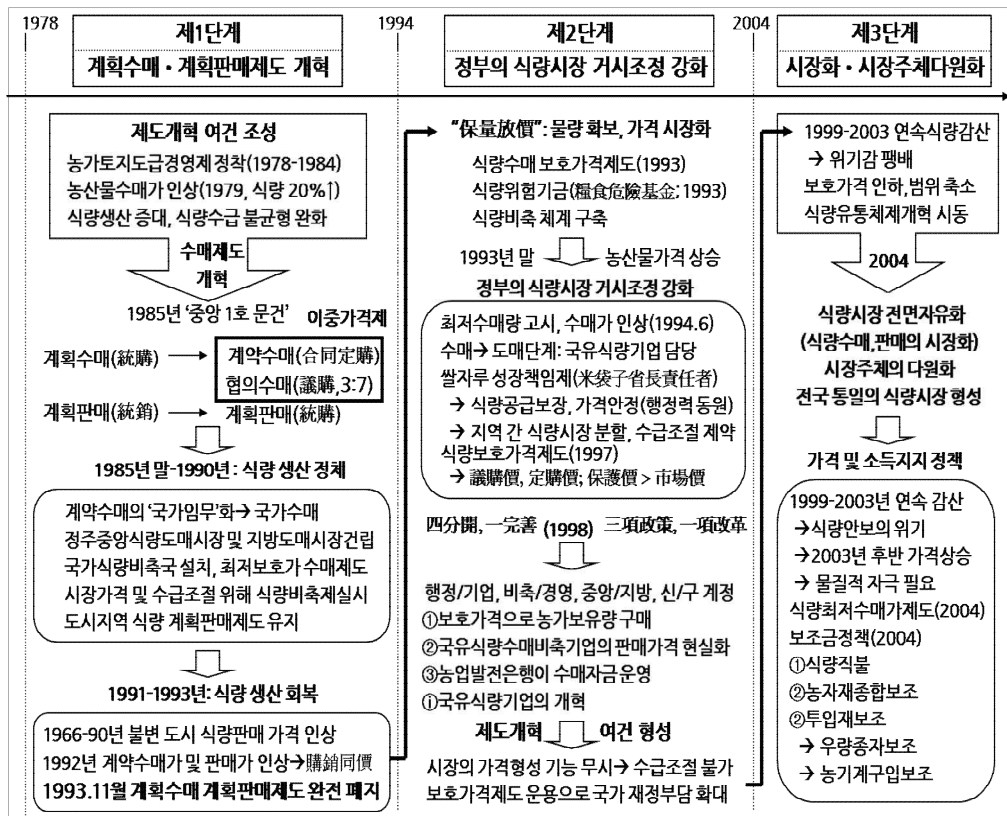 1978
제1단계
계획수매・계획판매제도 개혁
제도개혁 여건 조성
농가토지도급경영제 정착(1978-1984)
농산물수매가 인상(1979, 식량 20%↑)
식량생산 증대, 식량수급 불균형 완화
수매제도
개혁
1985년 ‘중앙 1호 문건’
이중가격제
계획수매(統購)
계약수매(合同定購)
협의수매(議購,3:7)
계획판매(統銷)
계획판매(統購)
1985년 말-1990년 : 식량 생산 정체
계약수매의 ‘국가임무’화→ 국가수매
정주중앙식량도매시장 및 지방도매시장건립
국가식량비축국 설치, 최저보호가 수매제도
시장가격 및 수급조절 위해 식량비축제실시
도시지역 식량 계획판매제도 유지
1991-1993년: 식량 생산 회복
1966-90년 불변 도시 식량판매 가격 인상
1992년 계약수매가 및 판매가 인상→購銷同價
1993.11월 계획수매 계획판매제도 완전 폐지
1994
제2단계
정부의 식량시장 거시조정 강화
“保量放價”: 물량 확보, 가격 시장화
식량수매 보호가격제도(1993)
식량위험기금(糧食危險基金; 1993)
식량비축 체계 구축
1993년 말
농산물가격 상승
정부의 식량시장 거시조정 강화
최저수매량 고시, 수매가 인상(1994.6)
수매→ 도매단계: 국유식량기업 담당
쌀자루 성장책임제(米袋子省長責任者)
→ 식량공급보장, 가격안정(행정력 동원)
→ 지역 간 식량시장 분할, 수급조절 제약
식량보호가격제도(1997)
→ 議購價, 定購價; 保護價 > 市場價
四分開, 一完善 (1998) 三項政策, 一項改革
행정/기업, 비축/경영, 중앙/지방, 신/구 계정
①보호가격으로 농가보유량 구매
②국유식량수매비축기업의 판매가격 현실화
③농업발전은행이 수매자금 운영
①국유식량기업의 개혁
제도개혁
여건 형성
시장의 가격형성 기능 무시→ 수급조절 불가
보호가격제도 운용으로 국가 재정부담 확대
2004
제3단계
시장화・시장주체다원화
1999-2003 연속식량감산
→ 위기감 팽배
보호가격 인하, 범위 축소
식량유통체제개혁 시동
2004
식량시장 전면자유화
(식량수매,판매의 시장화)
시장주체의 다원화
전국 통일의 식량시장 형성
가격 및 소득지지 정책
1999-2003년 연속 감산
→식량안보의 위기
→2003년 후반 가격상승
→ 물질적 자극 필요
식량최저수매가제도(2004)
보조금정책(2004)
①식량직불
②농자재종합보조
②투입재보조
→ 우량종자보조
→ 농기계구입보조